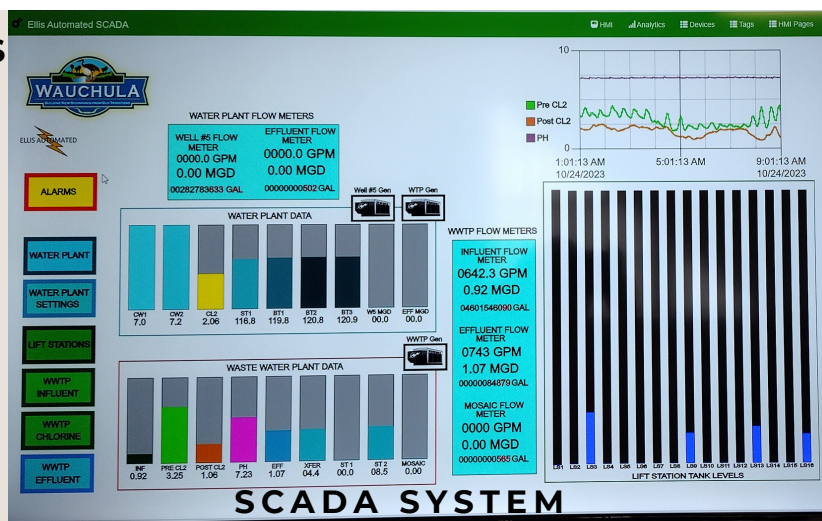 Ellis Automated SCADA
HMI Analytics Devices Tags HMI Pages
S
WAUCHULA
ELLIS AUTOMATED
ALARMS
WATER PLANT
WATER PLANT
SETTINGS
LIFT STATIONS
WWTP
INFLUENT
WWTP
CHLORINE
WWTP
EFFLUENT
WATER PLANT FLOW METERS
WELL #5 FLOW
METER
0000.0 GPM
0.00 MGD
00282783633 GAL
EFFLUENT FLOW
METER
0000.0 GPM
0.00 MGD
00000000502 GAL
Well #5 Gen
WTP Gen
WATER PLANT DATA
CW1 CW2 CL2 ST1 BT1 BT2 BT3 W5 MGD EFF MGD
7.0 7.2 2.06 116.8 119.8 120.8 120.9 00.0 00.0
WWTP Gen
WASTE WATER PLANT DATA
INF PRE CL2 POST CL2 PH EFF XFER ST 1 ST 2 MOSAIC
0.92 3.25 1.06 7.23 1.07 04.4 00.0 08.5 0.00
WWTP FLOW METERS
INFLUENT FLOW
METER
0642.3 GPM
0.92 MGD
04601546090 GAL
EFFLUENT FLOW
METER
0743 GPM
1.07 MGD
00000084879 GAL
MOSAIC FLOW
METER
0000 GPM
0.00 MGD
00000000565 GAL
10
Pre CL2
Post CL2
PH
0
1:01:13 AM 5:01:13 AM 9:01:13 AM
10/24/2023 10/24/2023
LS1 LS2 LS3 LS4 LS5 LS6 LS7 LS8 LS9 LS10 LS11 LS12 LS13 LS14 LS15 LS16
LIFT STATION TANK LEVELS
SCADA SYSTEM